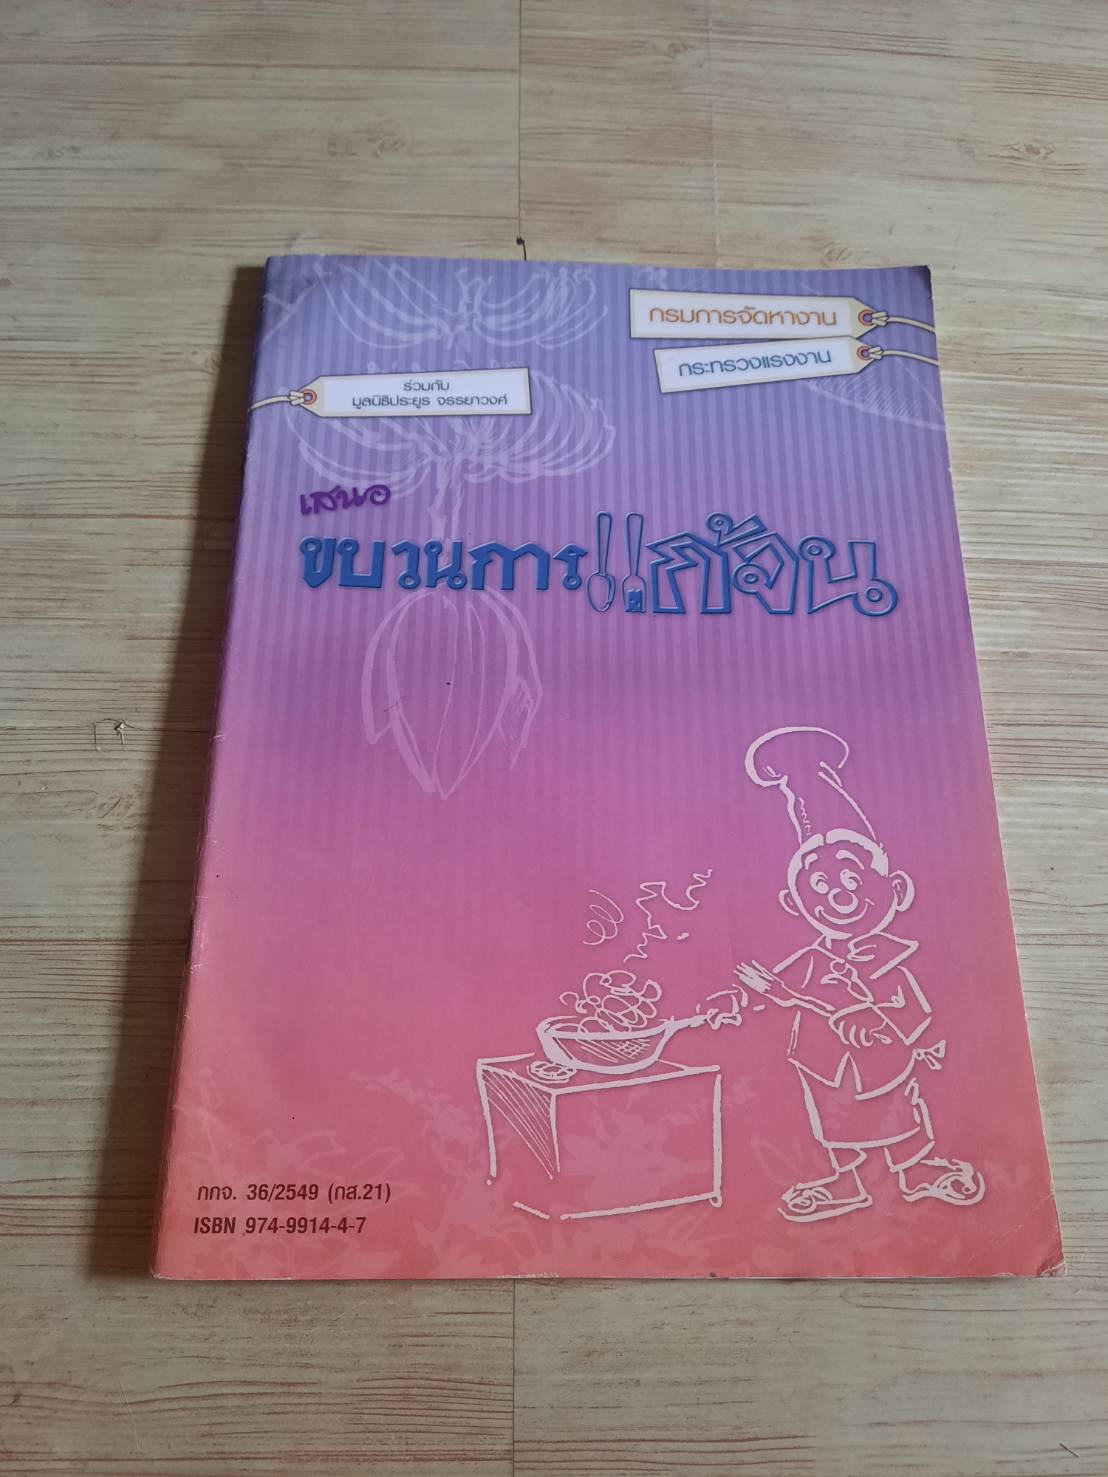 กรมการจัดหางาน
กระทรวงแรงงาน
ร่วมกับ
มูลนิธิประยูร จรรยาวงศ์
เสนอ
ขบวนการแก้จน
กกจ. 36/2549 (กส.21)
ISBN 974-9914-4-7